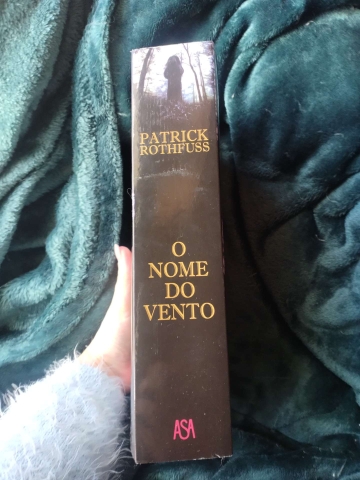 PATRICK
ROTHFUSS
O
NOME
DO
VENTO
ASA